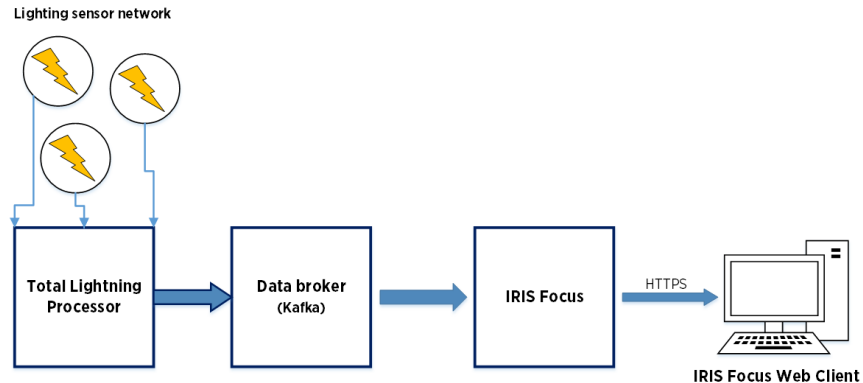 Lighting sensor network
Total Lightning
Processor
Data broker
(Kafka)
IRIS Focus
HTTPS
IRIS Focus Web Client